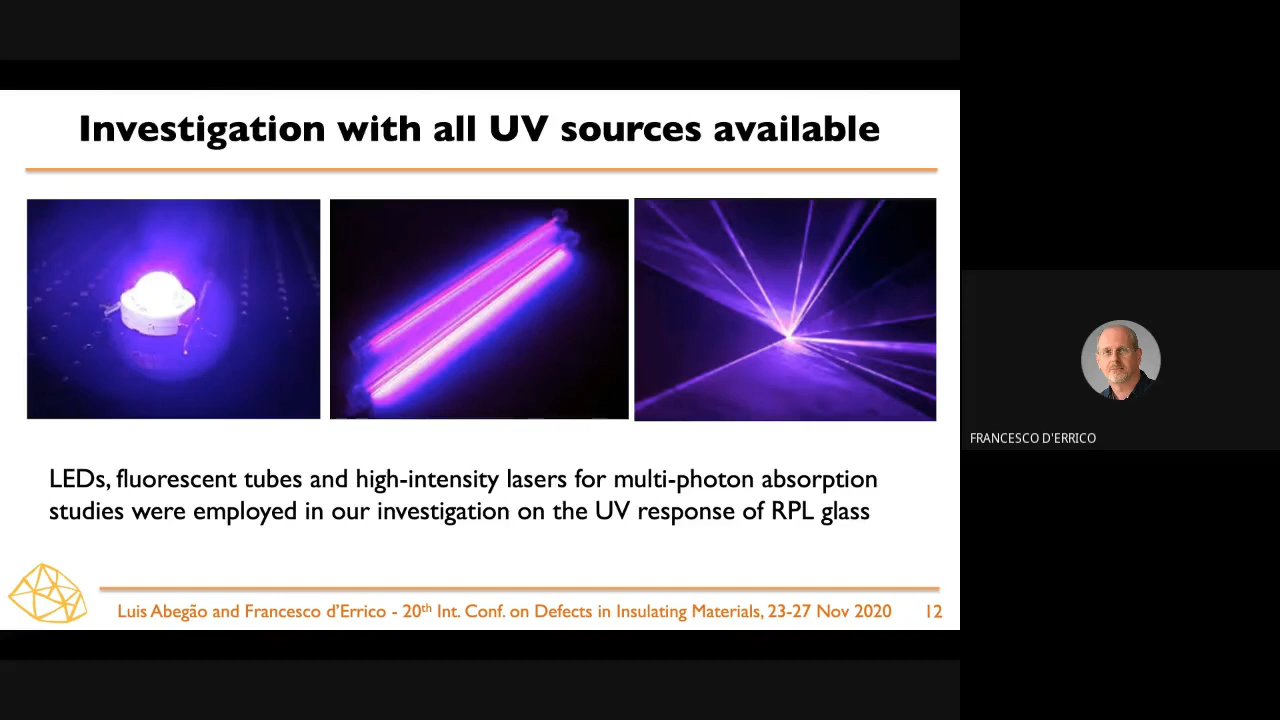 Investigation with all UV sources available
LEDs, fluorescent tubes and high-intensity lasers for multi-photon absorption
studies were employed in our investigation on the UV response of RPL glass
Luis Abegão and Francesco d'Errico - 20th Int. Conf. on Defects in Insulating Materials, 23-27 Nov 2020 12
FRANCESCO D'ERRICO